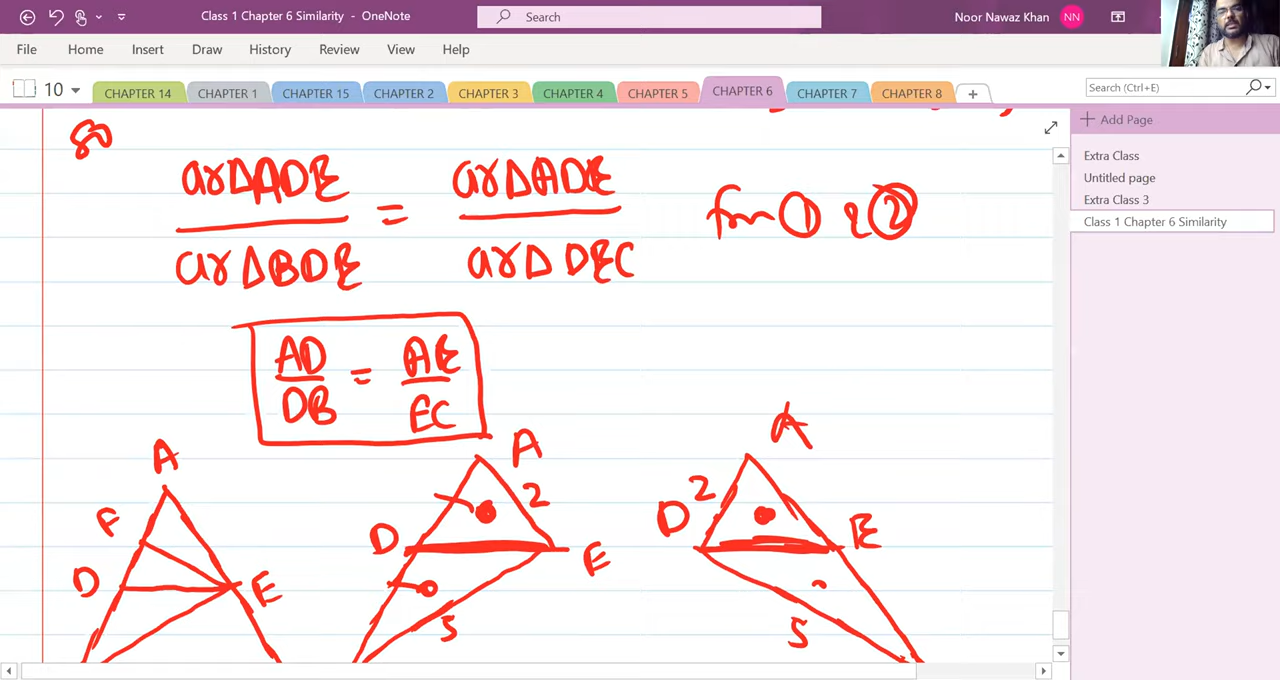 Class 1 Chapter 6 Similarity - OneNote
Search
Noor Nawaz Khan NN
File Home Insert Draw History Review View Help
10 CHAPTER 14 CHAPTER 1 CHAPTER 15 CHAPTER 2 CHAPTER 3 CHAPTER 4 CHAPTER 5 CHAPTER 6 CHAPTER 7 CHAPTER 8 +
Search (Ctrl+E)
Add Page
Extra Class
Untitled page
Extra Class 3
Class 1 Chapter 6 Similarity
so
arΔADE/arΔBDE = arΔADE/arΔDEC from ① & ②
AD/DB = AE/EC
A
F
D E
A
2
D E
5
A
2
D E
5